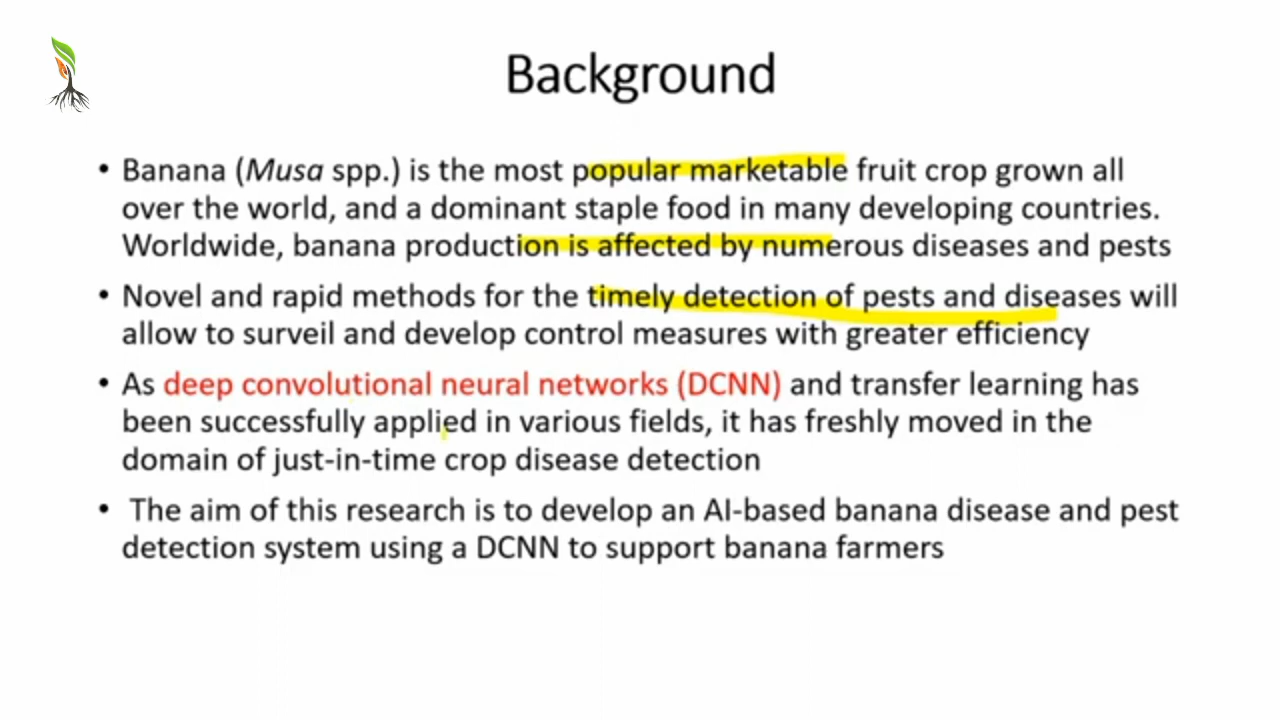 Background
• Banana (Musa spp.) is the most popular marketable fruit crop grown all
over the world, and a dominant staple food in many developing countries.
Worldwide, banana production is affected by numerous diseases and pests
• Novel and rapid methods for the timely detection of pests and diseases will
allow to surveil and develop control measures with greater efficiency
• As deep convolutional neural networks (DCNN) and transfer learning has
been successfully applied in various fields, it has freshly moved in the
domain of just-in-time crop disease detection
• The aim of this research is to develop an AI-based banana disease and pest
detection system using a DCNN to support banana farmers